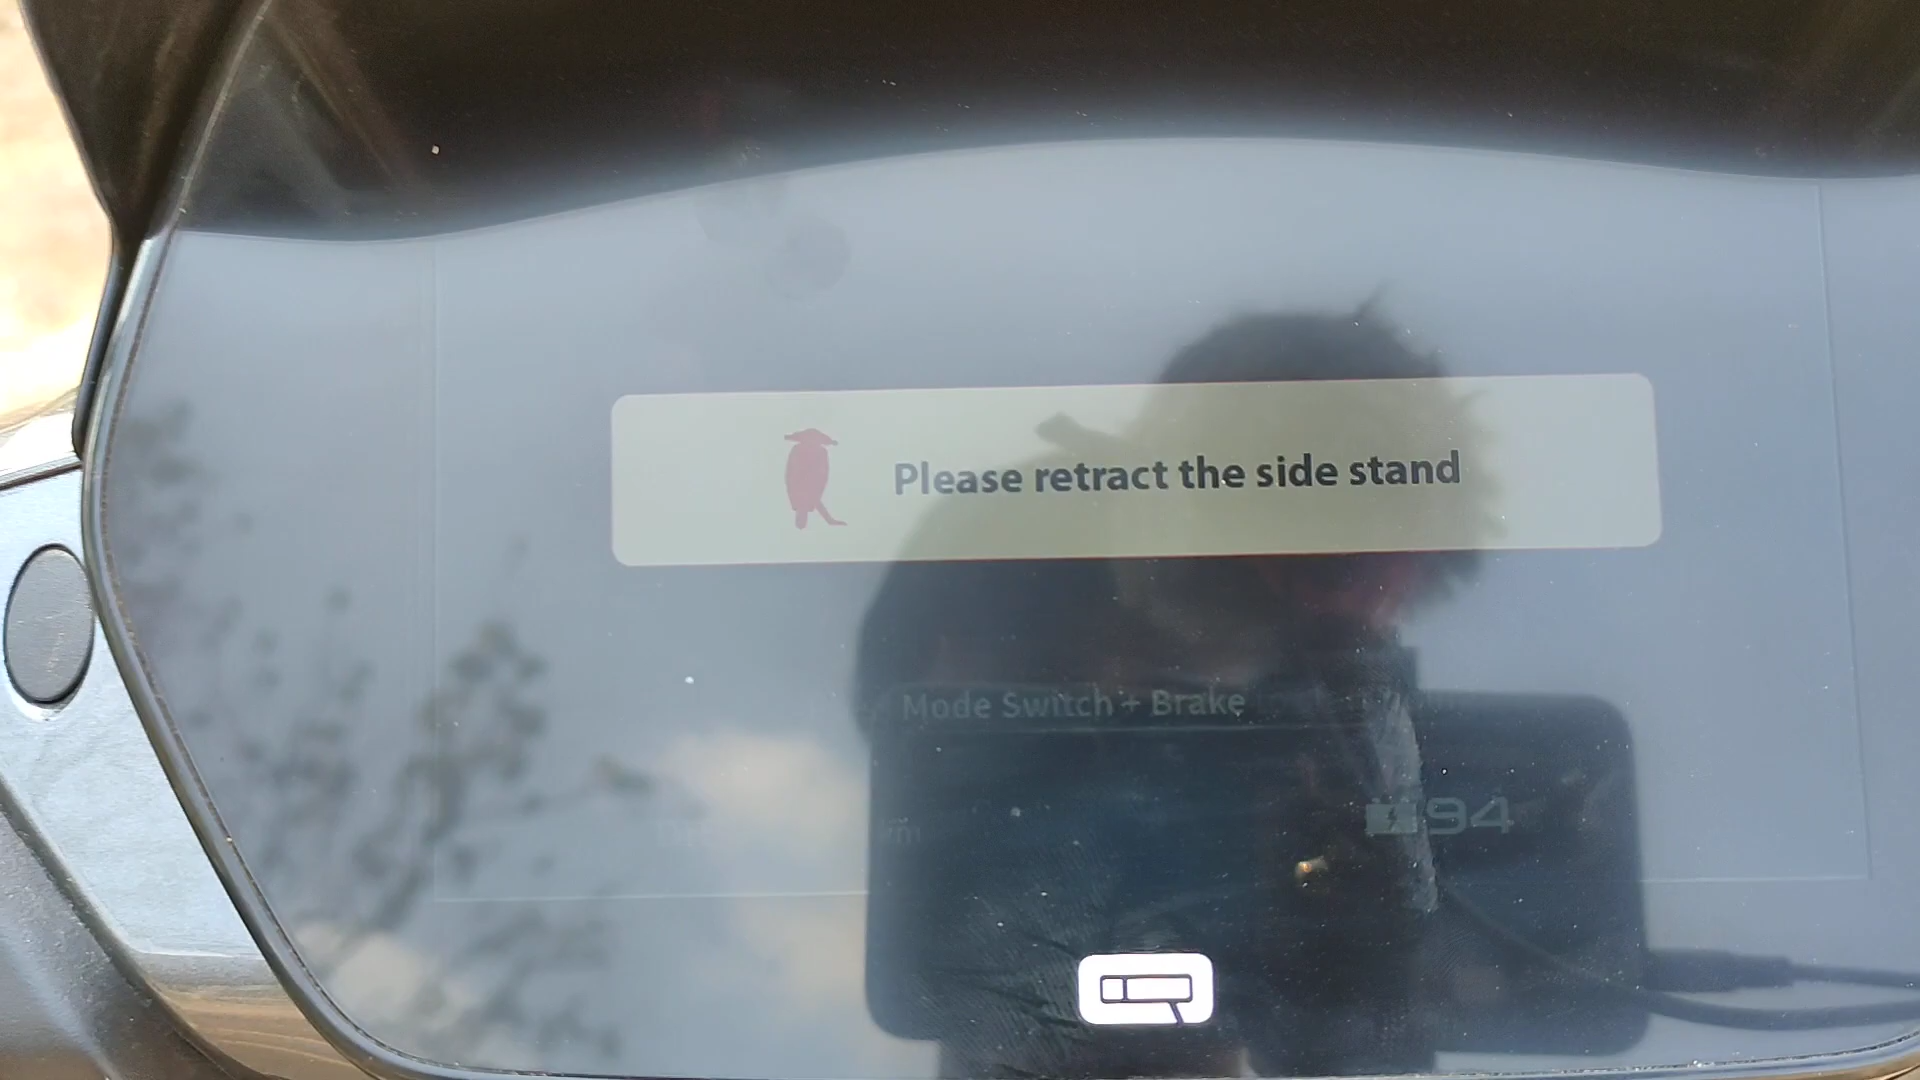 Please retract the side stand
Mode Switch + Brake
94